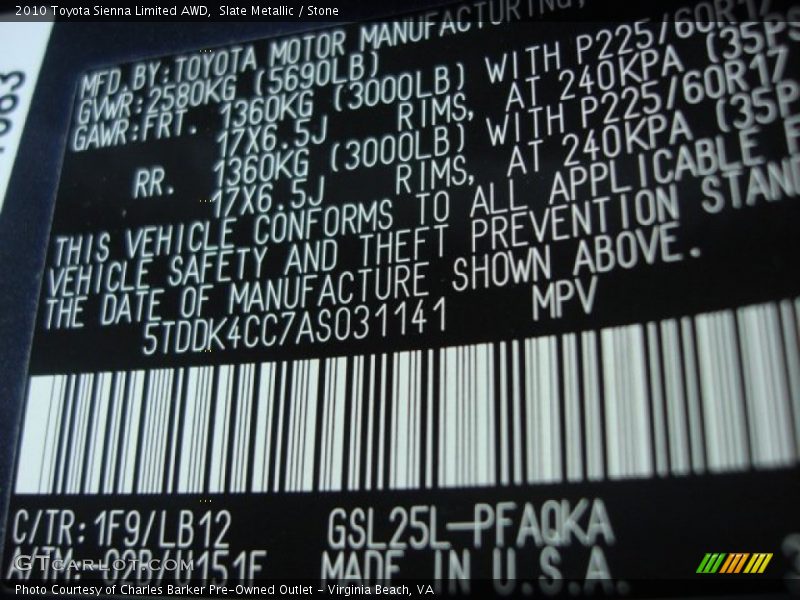 2010 Toyota Sienna Limited AWD,  Slate Metallic / Stone
MFD.BY:TOYOTA MOTOR MANUFACTURING,
GVWR:2580KG (5690LB)
GAWR:FRT. 1360KG (3000LB) WITH P225/60R17
17X6.5J RIMS, AT 240KPA (35PS
RR. 1360KG (3000LB) WITH P225/60R17
17X6.5J RIMS, AT 240KPA (35P
THIS VEHICLE CONFORMS TO ALL APPLICABLE F
VEHICLE SAFETY AND THEFT PREVENTION STAND
THE DATE OF MANUFACTURE SHOWN ABOVE.
5TDDK4CC7AS031141 MPV
C/TR:1F9/LB12 GSL25L-PFAQKA
A/TM: 02B/U151F MADE IN U.S.A.
GTcarlot.com
Photo Courtesy of Charles Barker Pre-Owned Outlet - Virginia Beach, VA